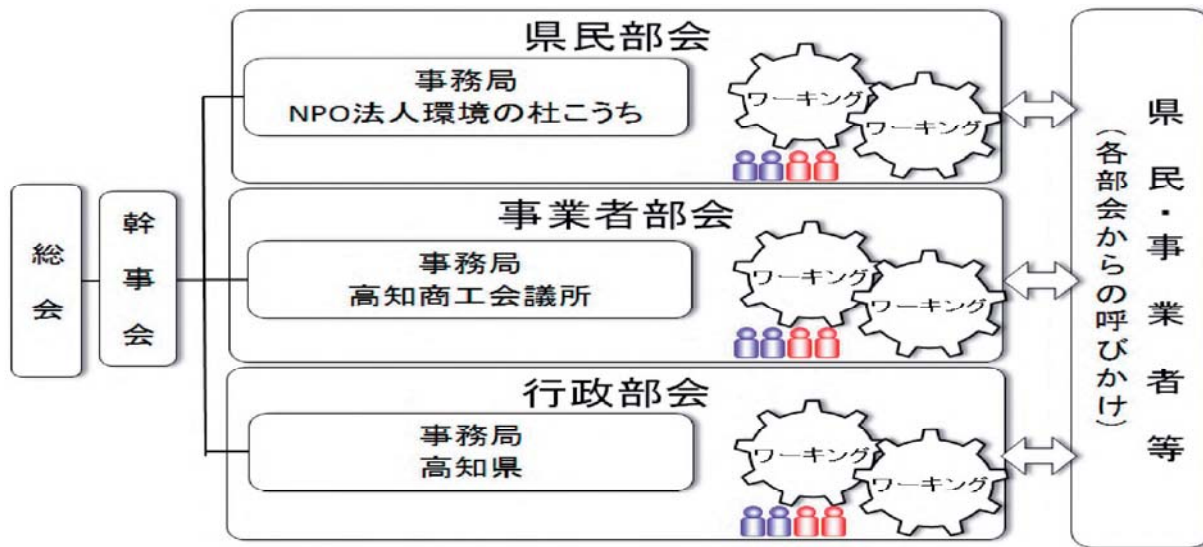 総会
幹事会
県民部会
事務局
NPO法人環境の杜こうち
ワーキング
ワーキング
事業者部会
事務局
高知商工会議所
ワーキング
ワーキング
行政部会
事務局
高知県
ワーキング
ワーキング
県民・事業者等
(各部会からの呼びかけ)